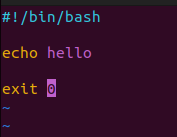 #!/bin/bash
echo hello
exit 0
~
~